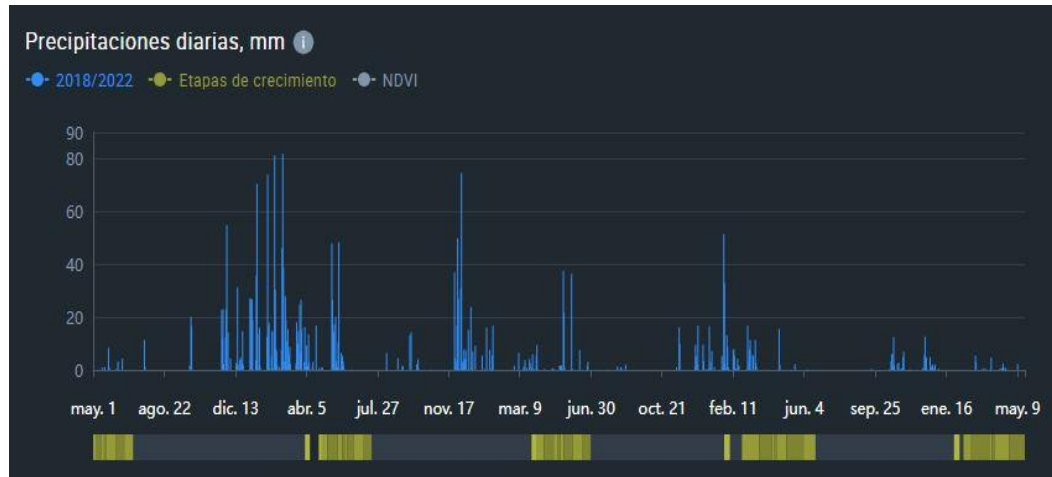 Precipitaciones diarias, mm i
2018/2022 Etapas de crecimiento NDVI
90
80
60
40
20
0
may. 1 ago. 22 dic. 13 abr. 5 jul. 27 nov. 17 mar. 9 jun. 30 oct. 21 feb. 11 jun. 4 sep. 25 ene. 16 may. 9